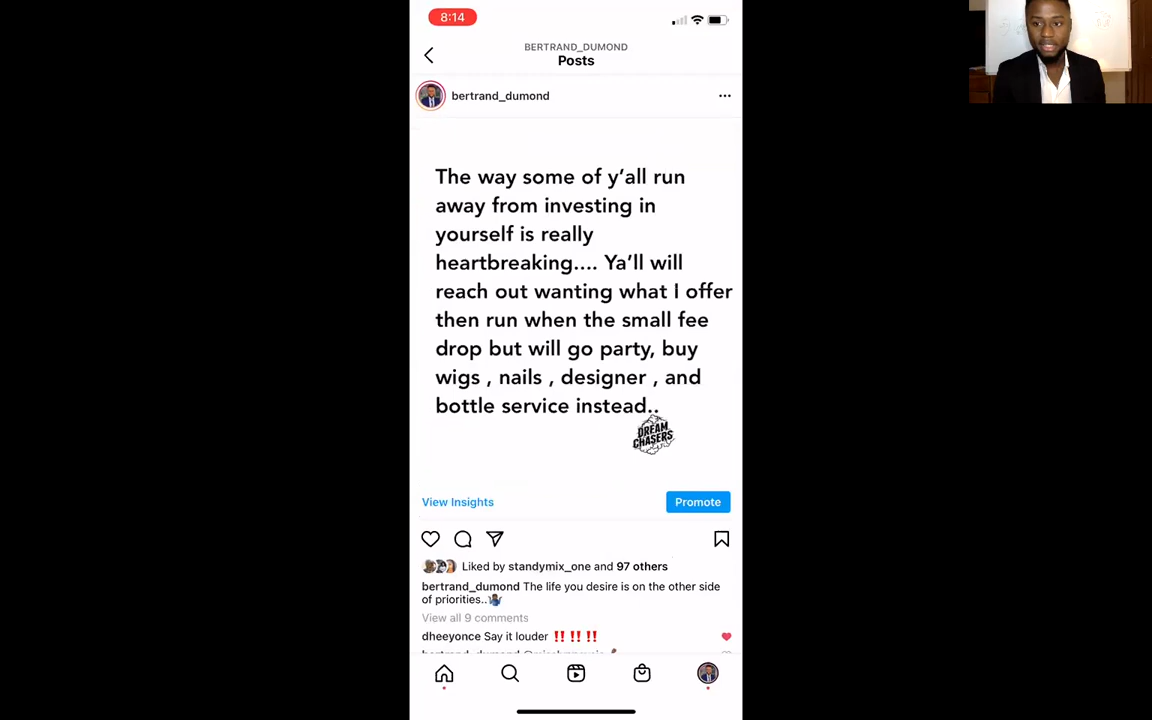 8:14
BERTRAND_DUMOND
Posts
bertrand_dumond
The way some of y'all run
away from investing in
yourself is really
heartbreaking.... Ya'll will
reach out wanting what I offer
then run when the small fee
drop but will go party, buy
wigs , nails , designer , and
bottle service instead..
DREAM
CHASERS
View Insights
Promote
Liked by standymix_one and 97 others
bertrand_dumond The life you desire is on the other side
of priorities..
View all 9 comments
dheeyonce Say it louder ‼️ ‼️ ‼️
bertrand_dumond